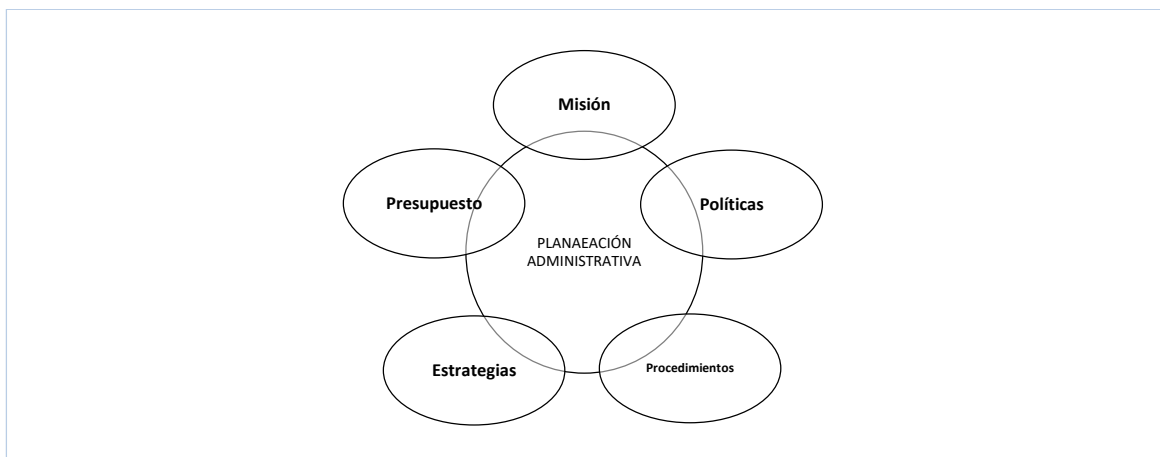 Misión
Presupuesto
Políticas
PLANAEACIÓN
ADMINISTRATIVA
Estrategias
Procedimientos